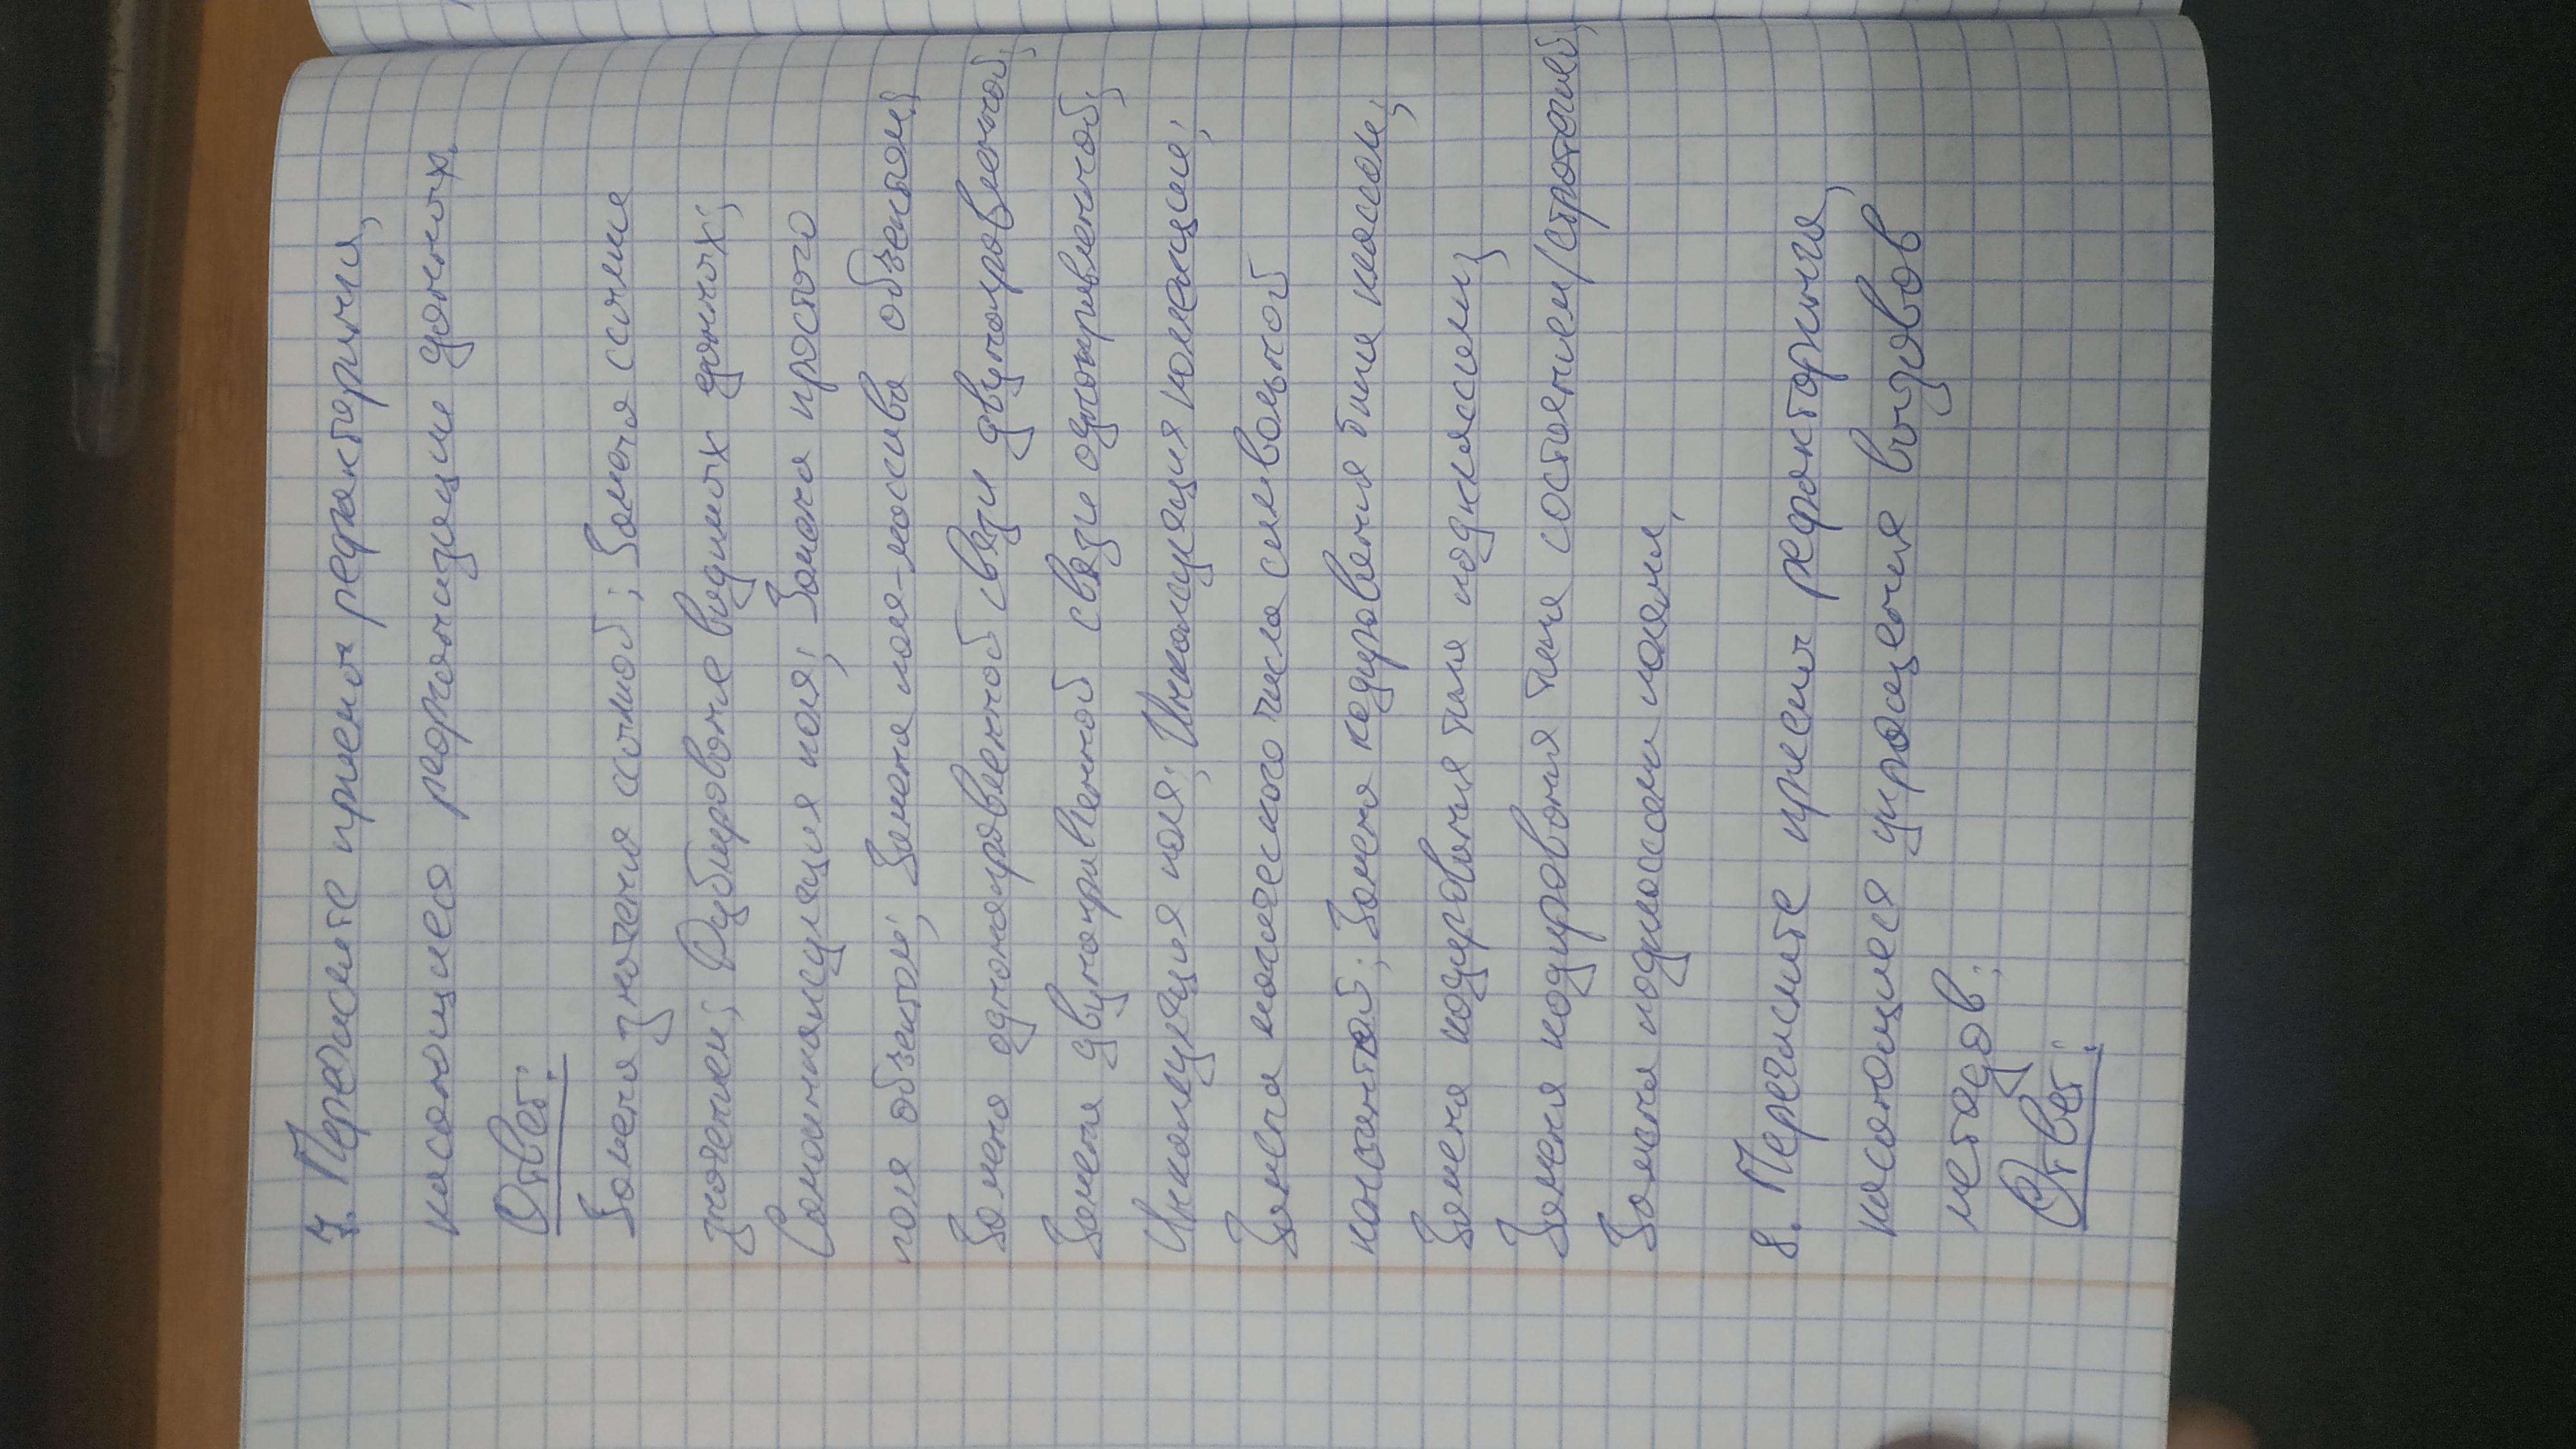 7. Перечислите приемы рефакторинга,
касающиеся реорганизации данных.
Ответ:
Замена значения ссылкой; Замена ссылки
значением; Дублирование видимых данных;
Самоинкапсуляция поля; Замена простого
поля объектом; Замена поля-массива объектом;
Замена однонаправленной связи двунаправленной;
Замена двунаправленной связи однонаправленной;
Инкапсуляция поля; Инкапсуляция коллекции;
Замена магического числа символьной
константой; Замена кодирования типа классом;
Замена кодирования типа подклассами;
Замена кодирования типа состоянием/стратегией;
Замена подкласса полями,
8. Перечислите приемы рефакторинга,
касающиеся упрощения вызовов
методов:
Ответ: